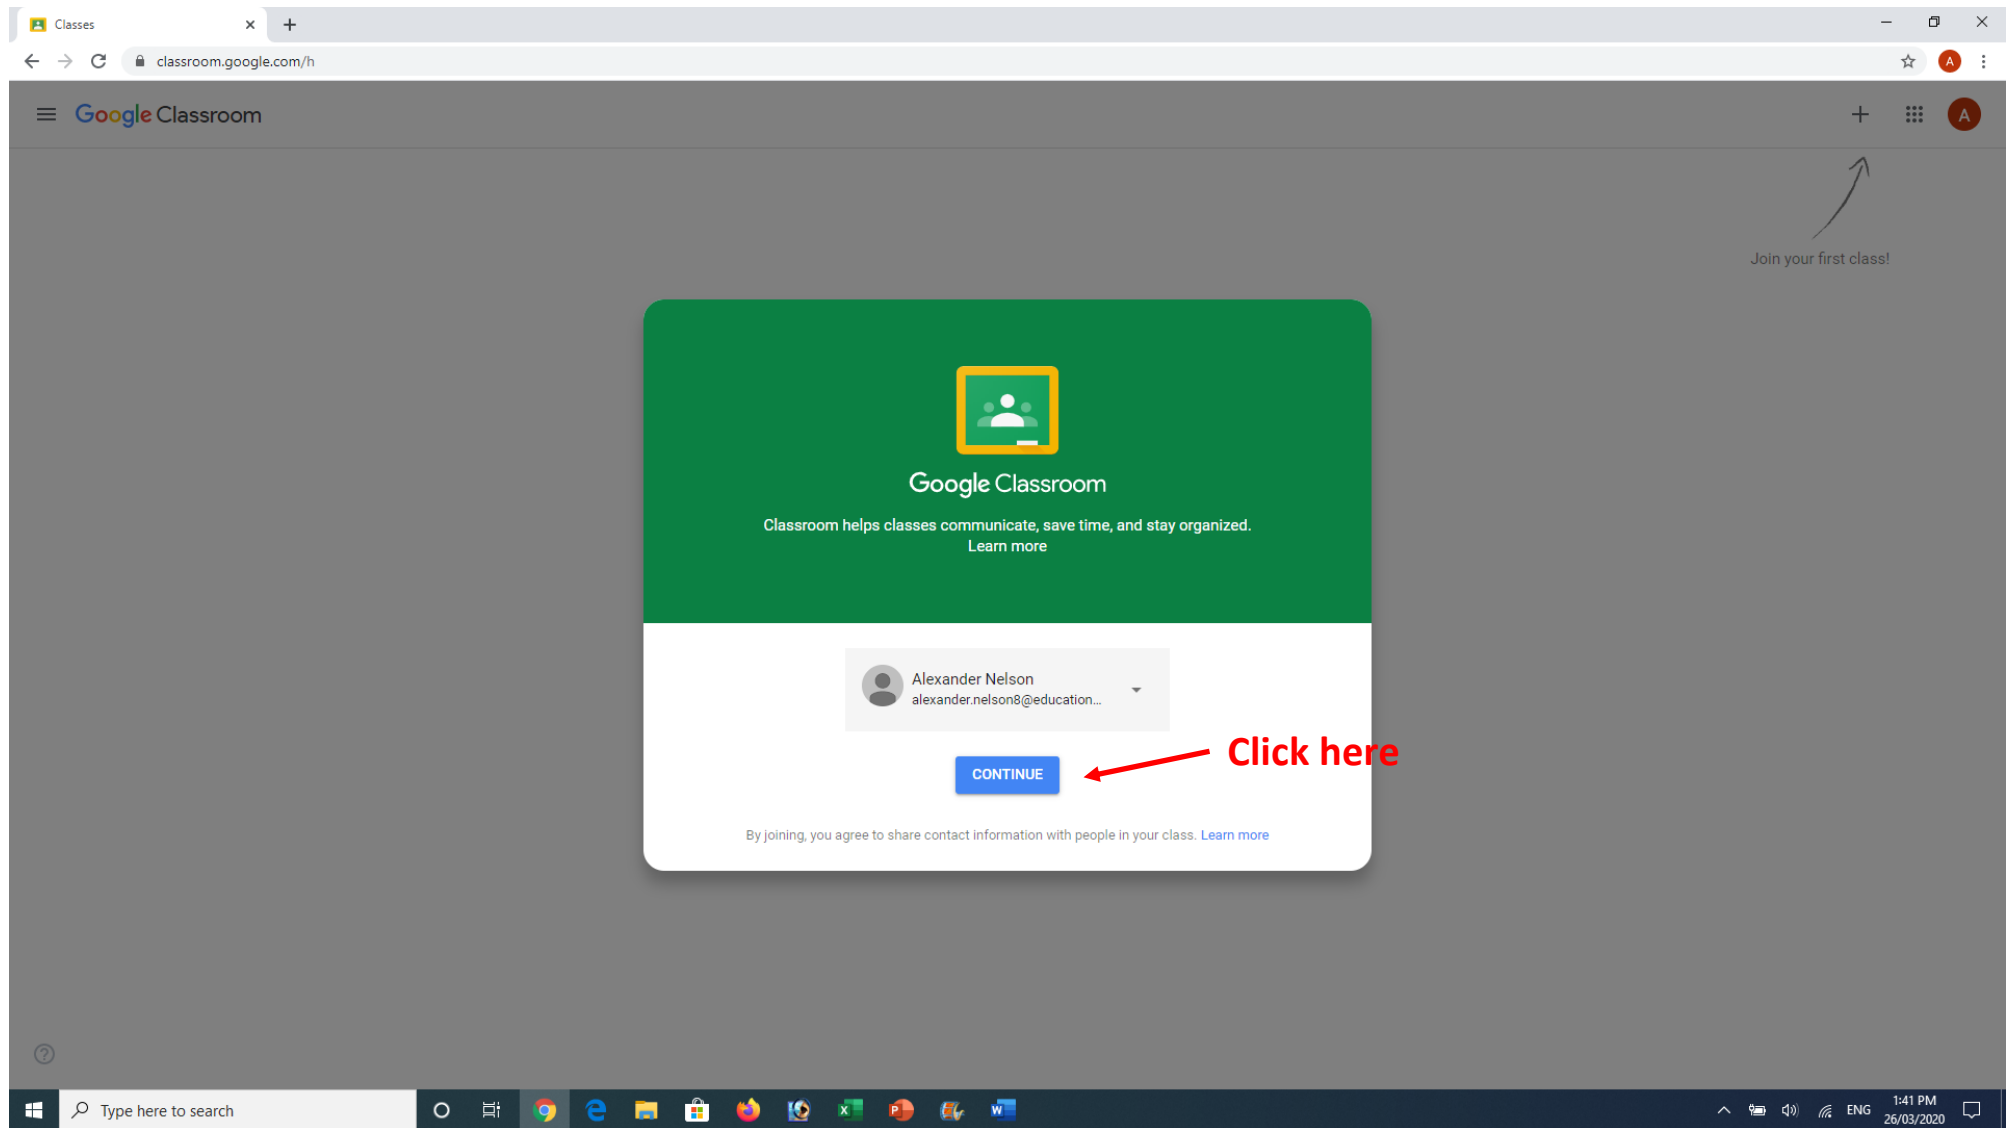 Classes
classroom.google.com/h
A
Google Classroom
A
Join your first class!
Google Classroom
Classroom helps classes communicate, save time, and stay organized.
Learn more
Alexander Nelson
alexander.nelson8@education...
Click here
CONTINUE
By joining, you agree to share contact information with people in your class. Learn more
Type here to search
ENG
1:41 PM
26/03/2020